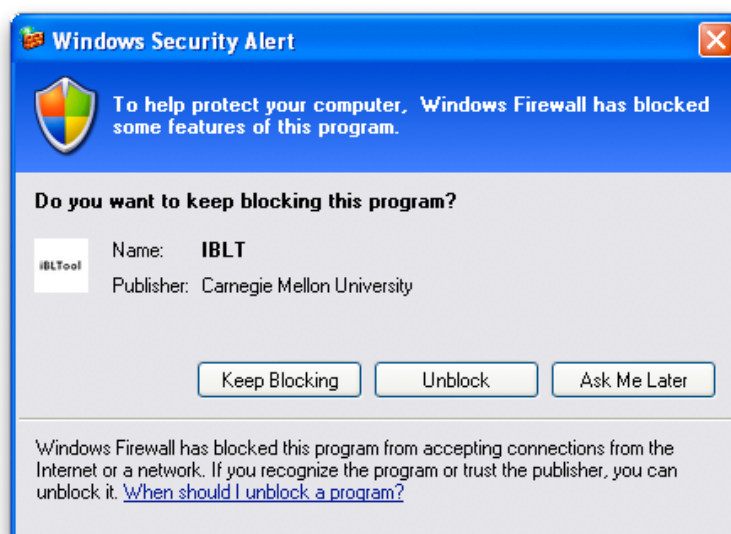 Windows Security Alert
To help protect your computer, Windows Firewall has blocked
some features of this program.
Do you want to keep blocking this program?
iBLTool
Name: IBLT
Publisher: Carnegie Mellon University
Keep Blocking Unblock Ask Me Later
Windows Firewall has blocked this program from accepting connections from the
Internet or a network. If you recognize the program or trust the publisher, you can
unblock it. When should I unblock a program?